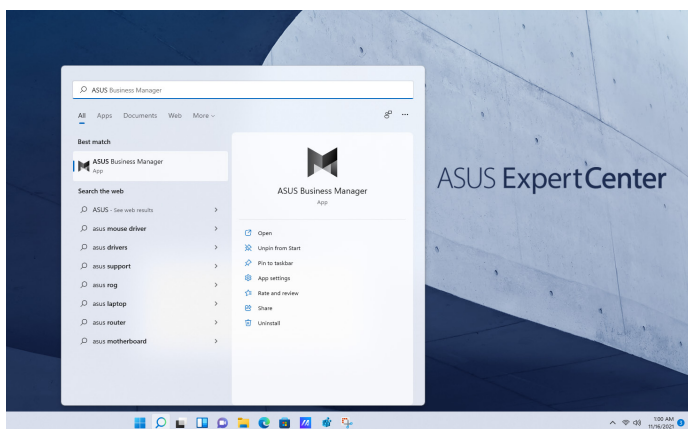 ASUS Business Manager
All Apps Documents Web More
Best match
ASUS Business Manager
App
Search the web
ASUS - See web results
asus mouse driver
asus drivers
asus support
asus rog
asus laptop
asus router
asus motherboard
ASUS Business Manager
App
Open
Unpin from Start
Pin to taskbar
App settings
Rate and review
Share
Uninstall
ASUS ExpertCenter
1:00 AM
11/16/2021
3